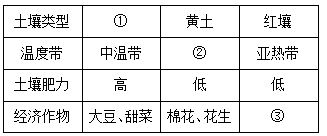 土壤类型 ① 黄土 红壤
温度带 中温带 ② 亚热带
土壤肥力 高 低 低
经济作物 大豆、甜菜 棉花、花生 ③